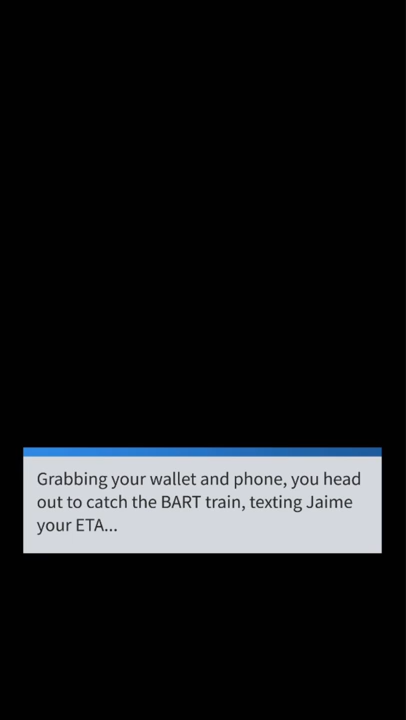 Grabbing your wallet and phone, you head
out to catch the BART train, texting Jaime
your ETA...